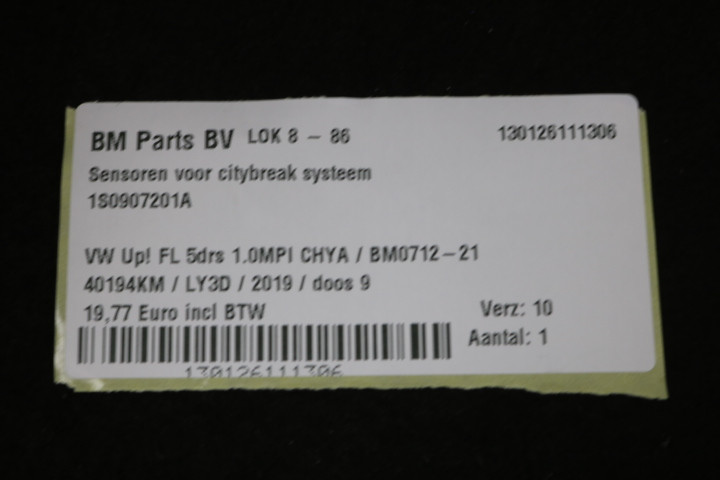 BM Parts BV LOK 8 - 86 130126111306
Sensoren voor citybreak systeem
1S0907201A
VW Up! FL 5drs 1.0MPI CHYA / BM0712-21
40194KM / LY3D / 2019 / doos 9
19,77 Euro incl BTW Verz: 10
Aantal: 1
130126111306